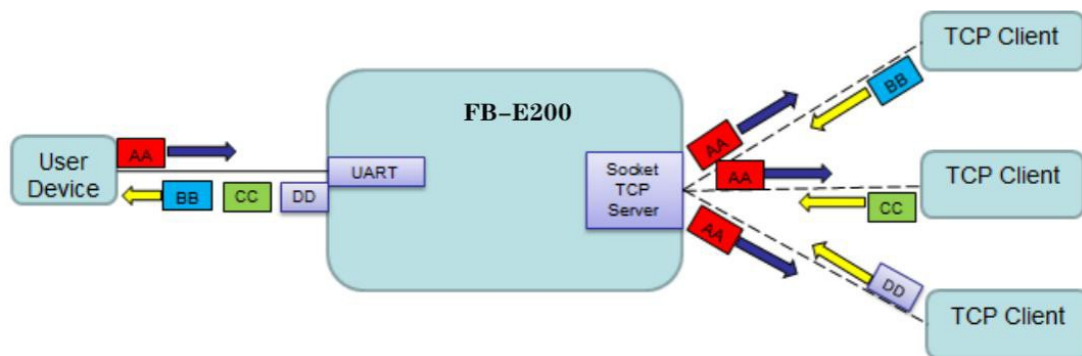 TCP Client
BB
FB-E200
AA
AA
User
Device
UART
Socket
TCP
Server
AA
TCP Client
BB
CC
DD
CC
AA
DD
TCP Client